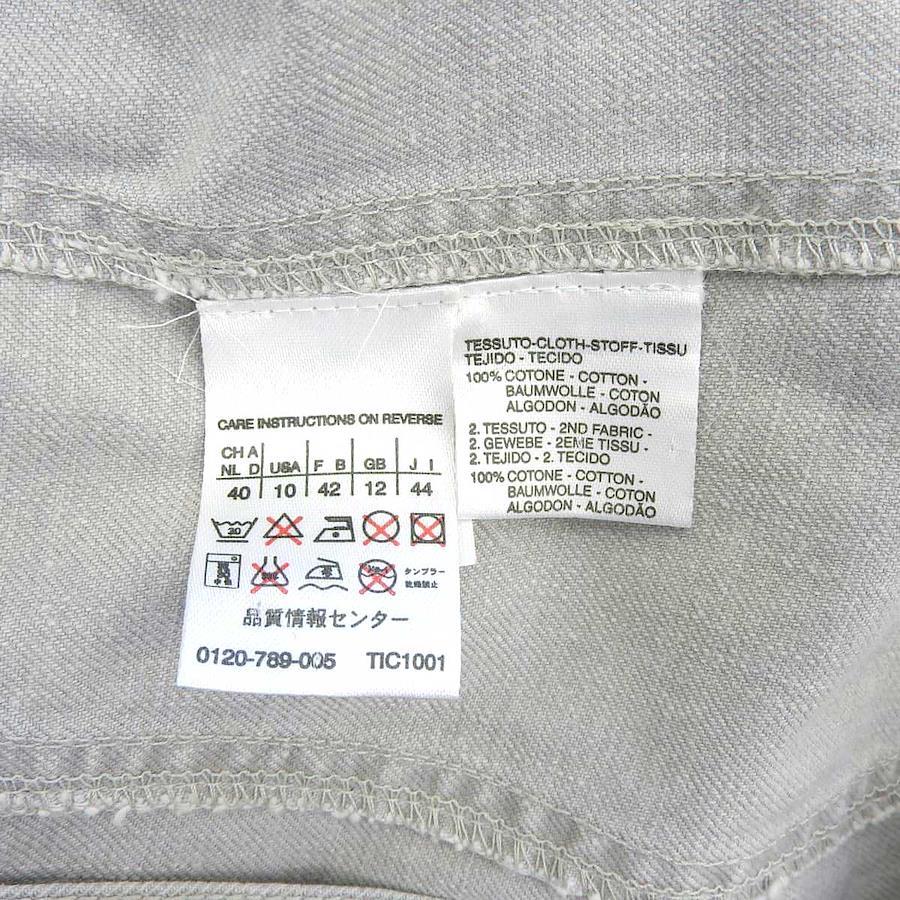 CARE INSTRUCTIONS ON REVERSE
CH A
NL D USA F B GB J I
40 10 42 12 44
30
タンブラー
乾燥禁止
品質情報センター
0120-789-005 TIC1001
TESSUTO-CLOTH-STOFF-TISSU
TEJIDO - TECIDO
100% COTONE - COTTON -
BAUMWOLLE - COTON
ALGODON - ALGODÃO
2. TESSUTO - 2ND FABRIC -
2. GEWEBE - 2EME TISSU -
2. TEJIDO - 2. TECIDO
100% COTONE - COTTON -
BAUMWOLLE - COTON
ALGODON - ALGODÃO